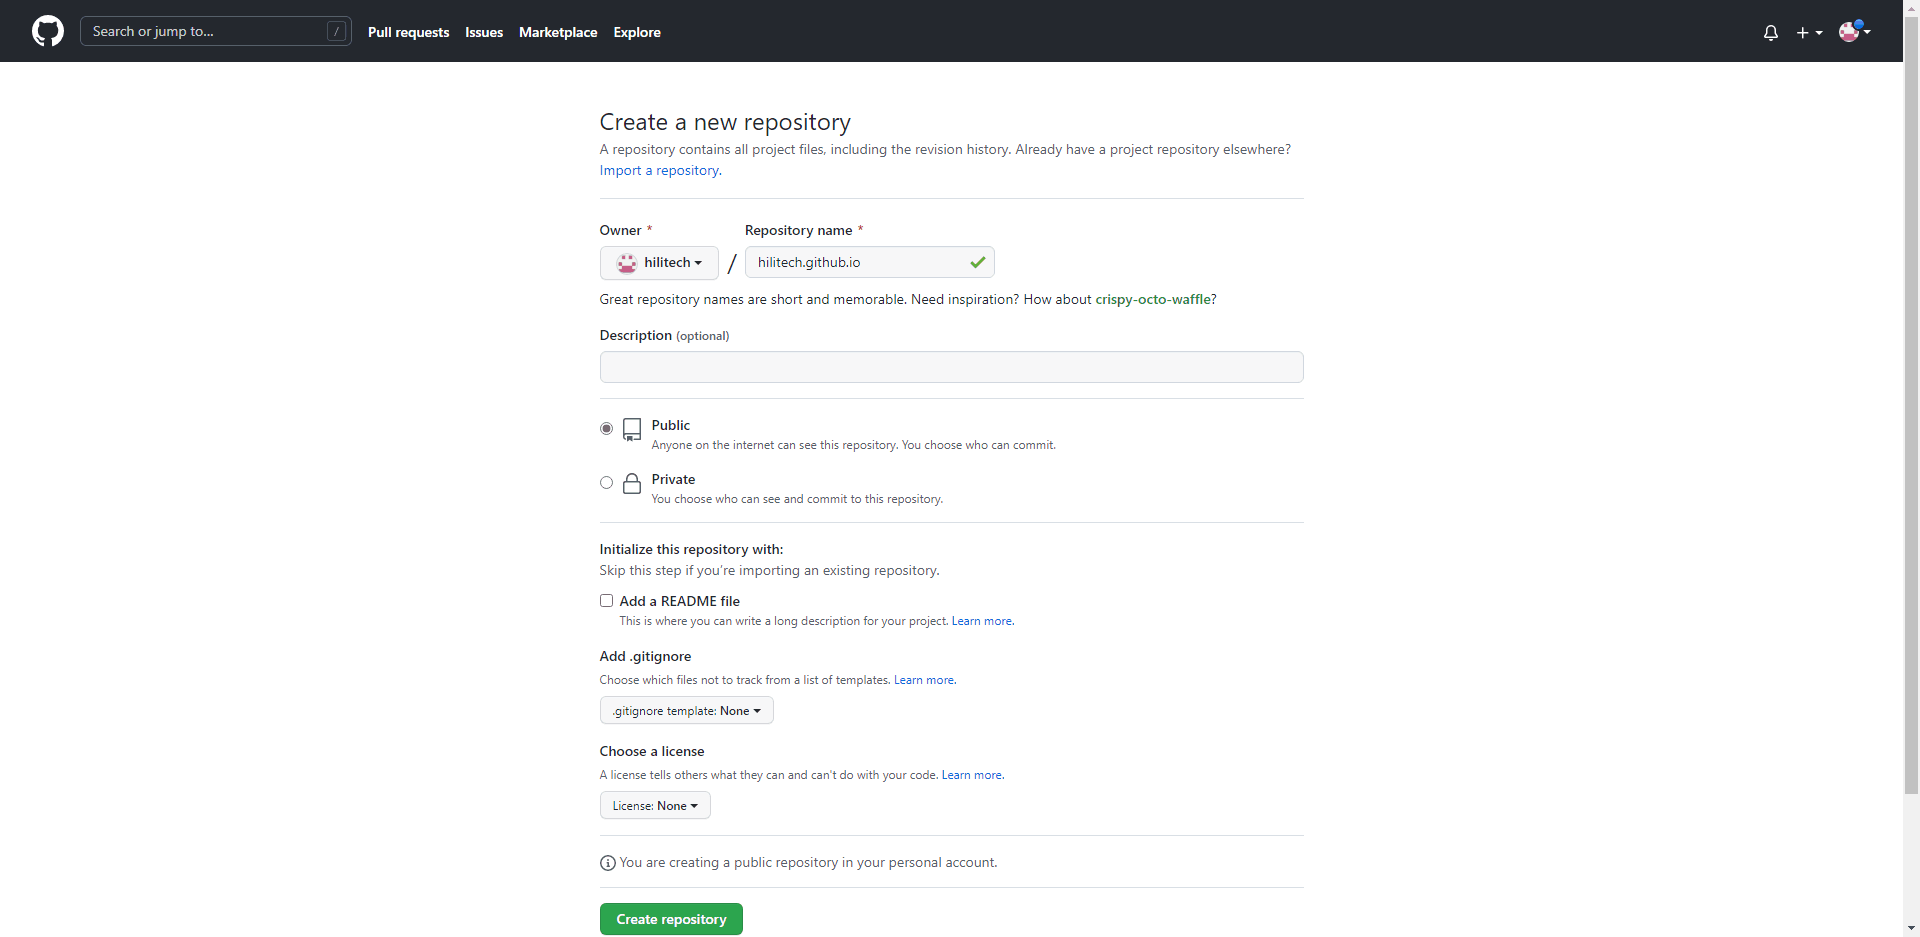 Search or jump to... /
Pull requests Issues Marketplace Explore
Create a new repository
A repository contains all project files, including the revision history. Already have a project repository elsewhere?
Import a repository.
Owner * Repository name *
hilitech / hilitech.github.io
Great repository names are short and memorable. Need inspiration? How about crispy-octo-waffle?
Description (optional)
Public
Anyone on the internet can see this repository. You choose who can commit.
Private
You choose who can see and commit to this repository.
Initialize this repository with:
Skip this step if you're importing an existing repository.
Add a README file
This is where you can write a long description for your project. Learn more.
Add .gitignore
Choose which files not to track from a list of templates. Learn more.
.gitignore template: None
Choose a license
A license tells others what they can and can't do with your code. Learn more.
License: None
You are creating a public repository in your personal account.
Create repository